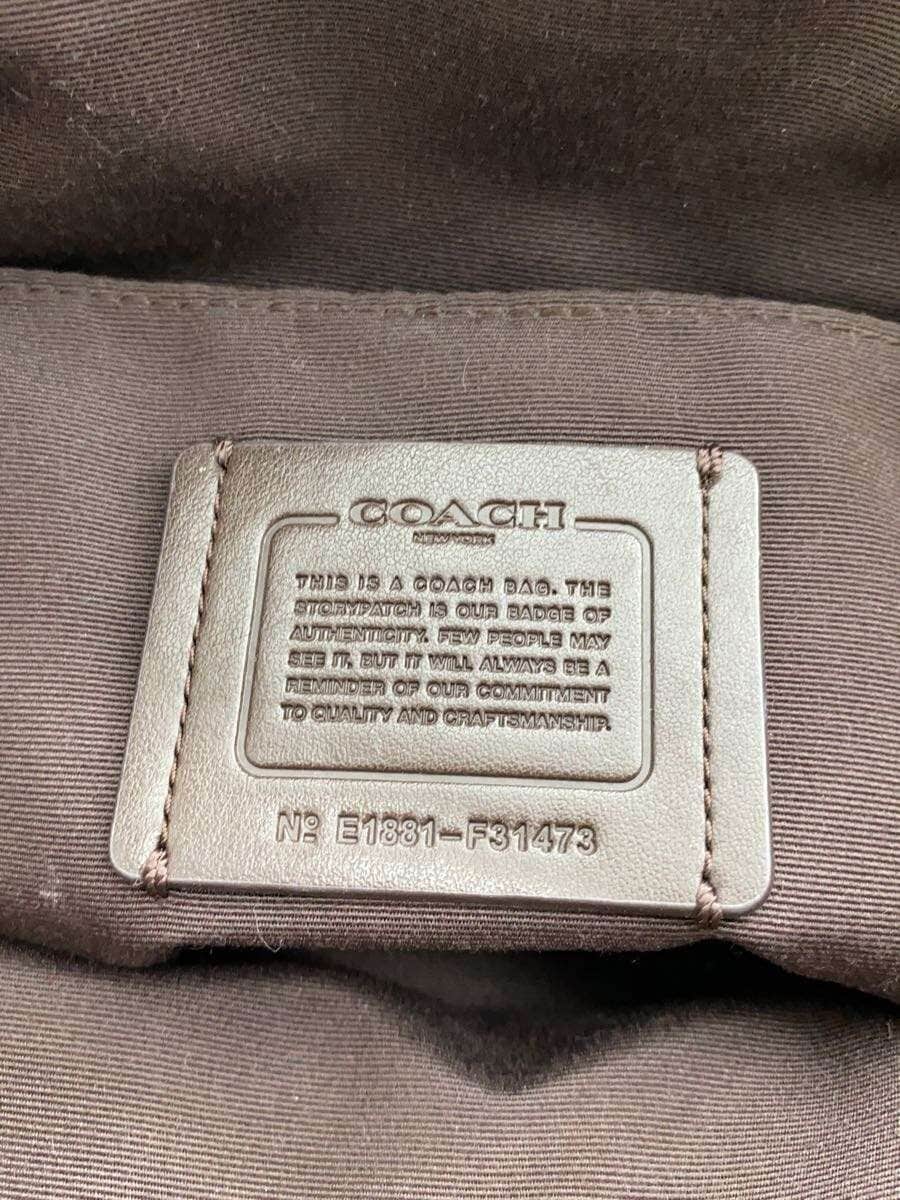 COACH
NEW YORK
THIS IS A COACH BAG. THE
STORYPATCH IS OUR BADGE OF
AUTHENTICITY. FEW PEOPLE MAY
SEE IT, BUT IT WILL ALWAYS BE A
REMINDER OF OUR COMMITMENT
TO QUALITY AND CRAFTSMANSHIP.
Nº E1881-F31473